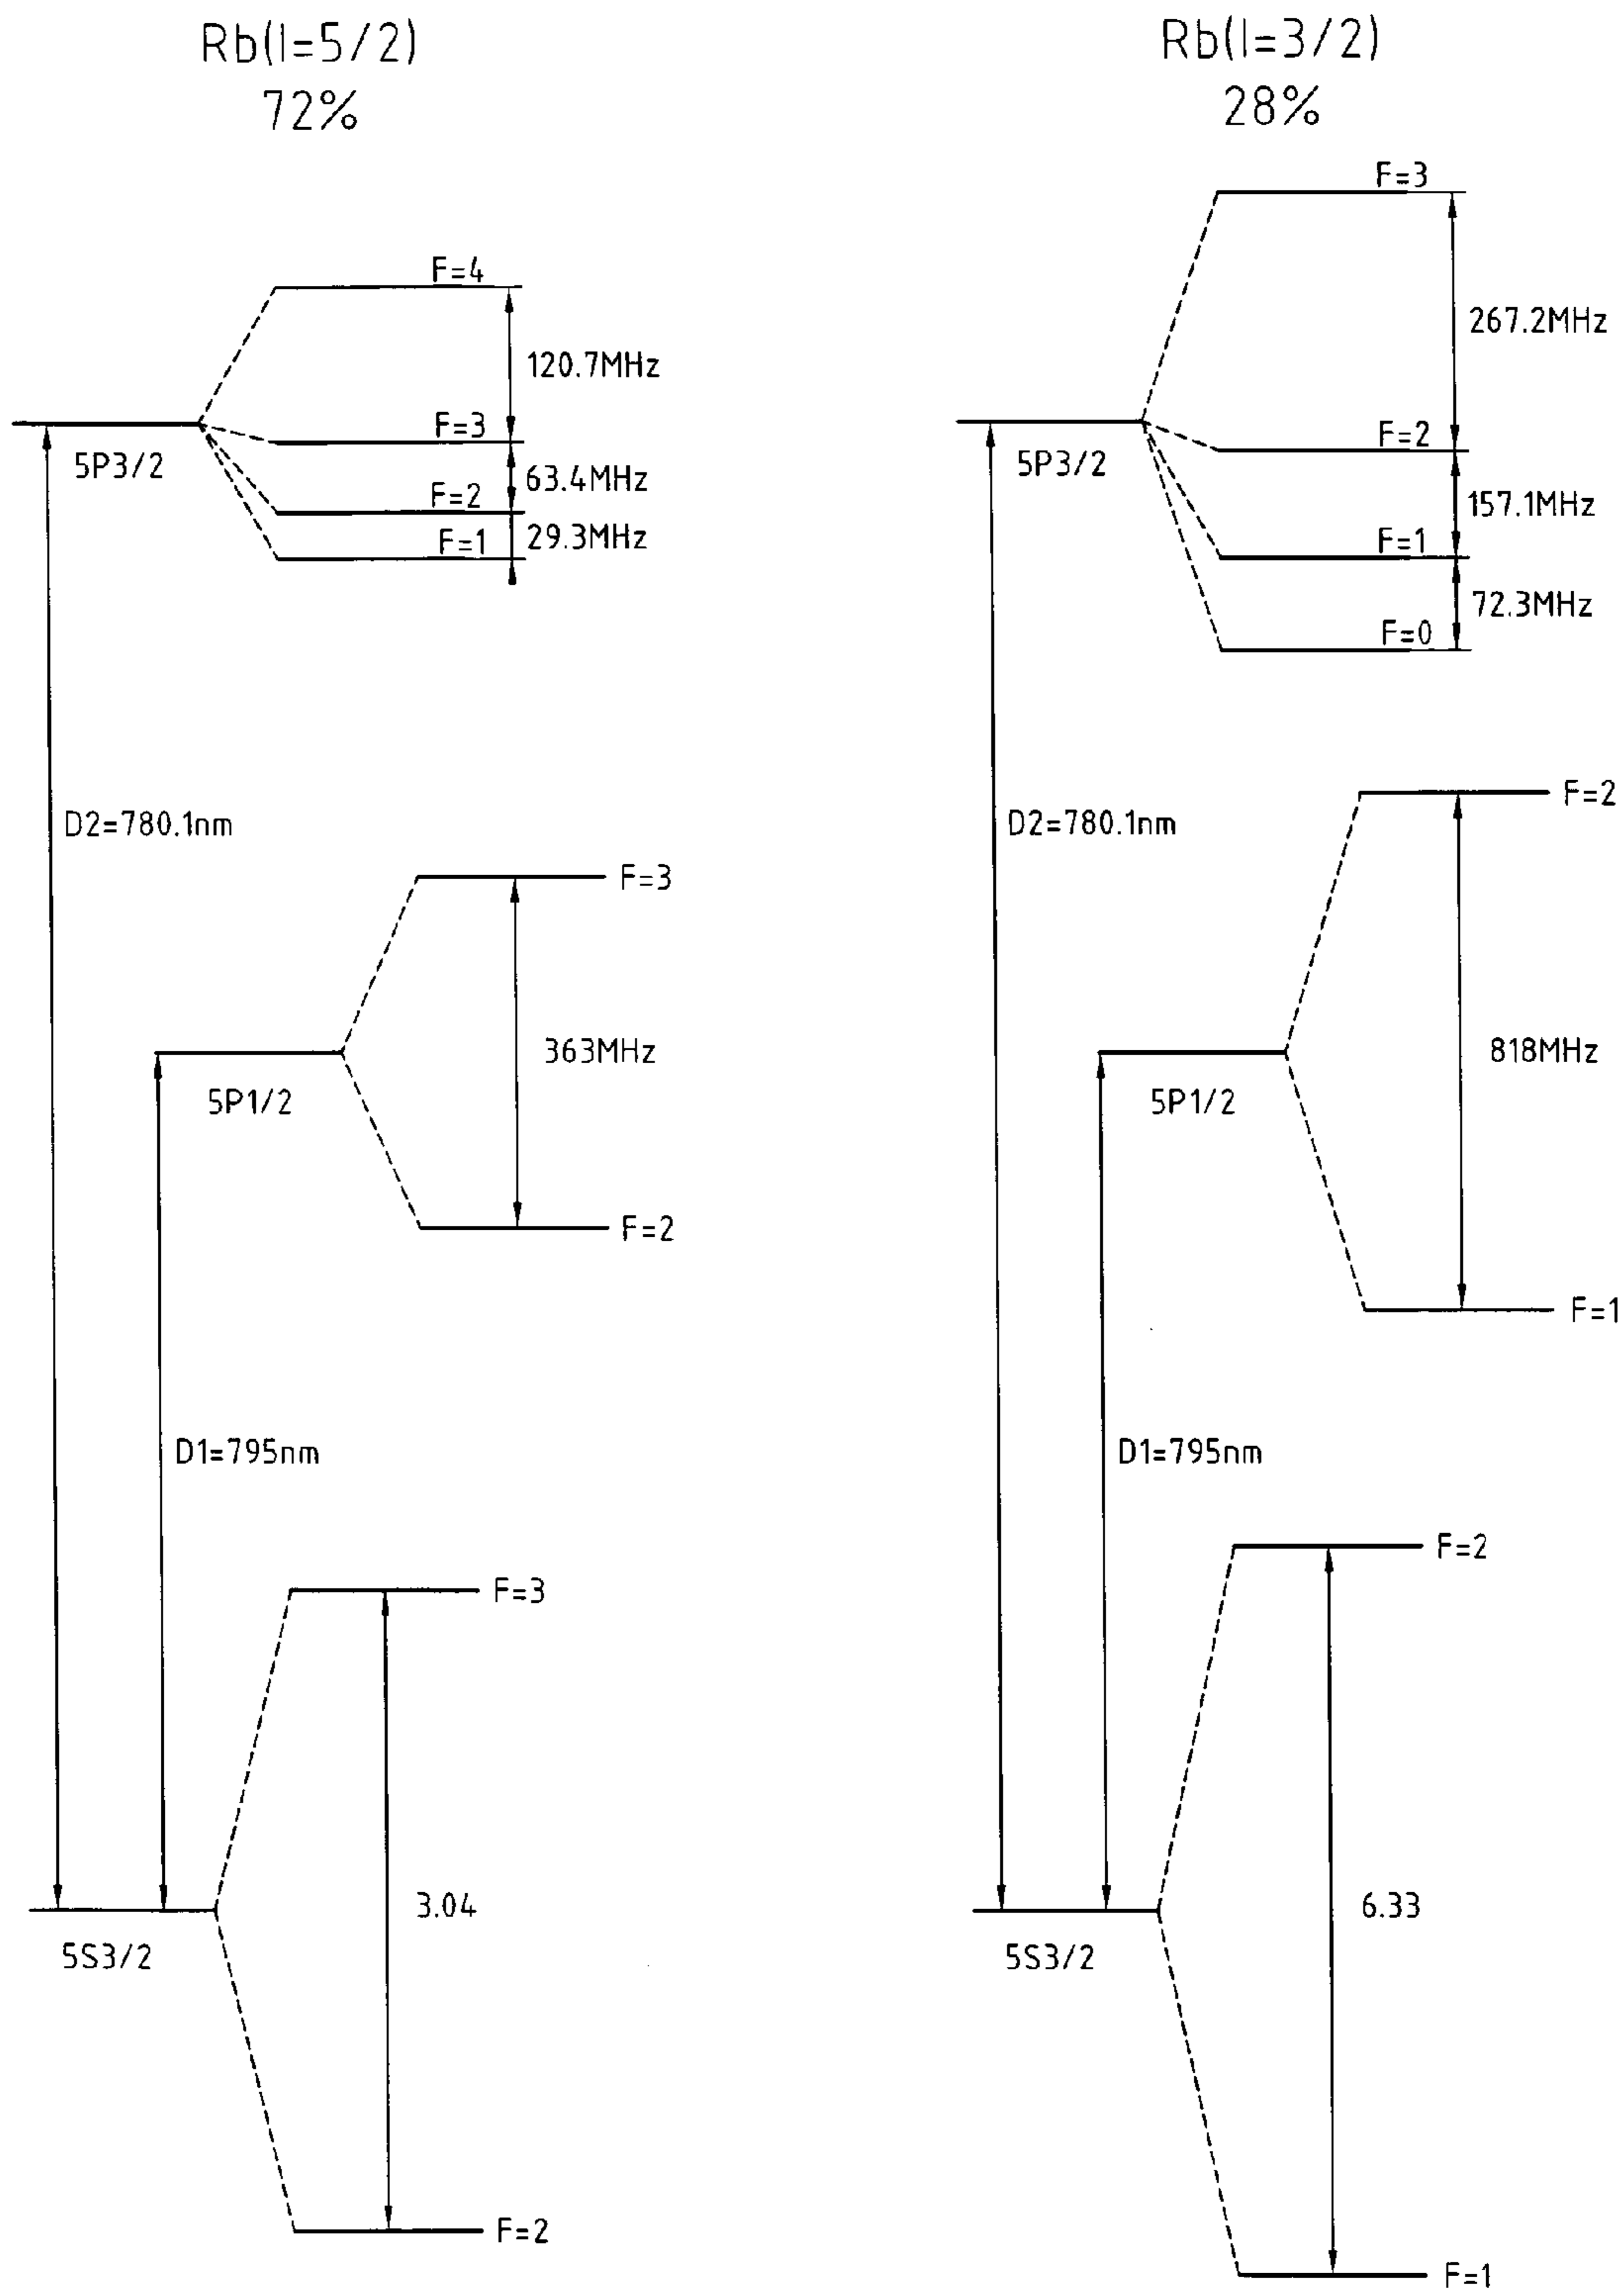 Rb(I=5/2)
72%
F=4
120.7MHz
F=3
5P3/2
63.4MHz
F=2
29.3MHz
F=1
D2=780.1nm
F=3
363MHz
5P1/2
F=2
D1=795nm
F=3
3.04
5S3/2
F=2
Rb(I=3/2)
28%
F=3
267.2MHz
F=2
5P3/2
157.1MHz
F=1
72.3MHz
F=0
F=2
D2=780.1nm
818MHz
5P1/2
F=1
D1=795nm
F=2
6.33
5S3/2
F=1